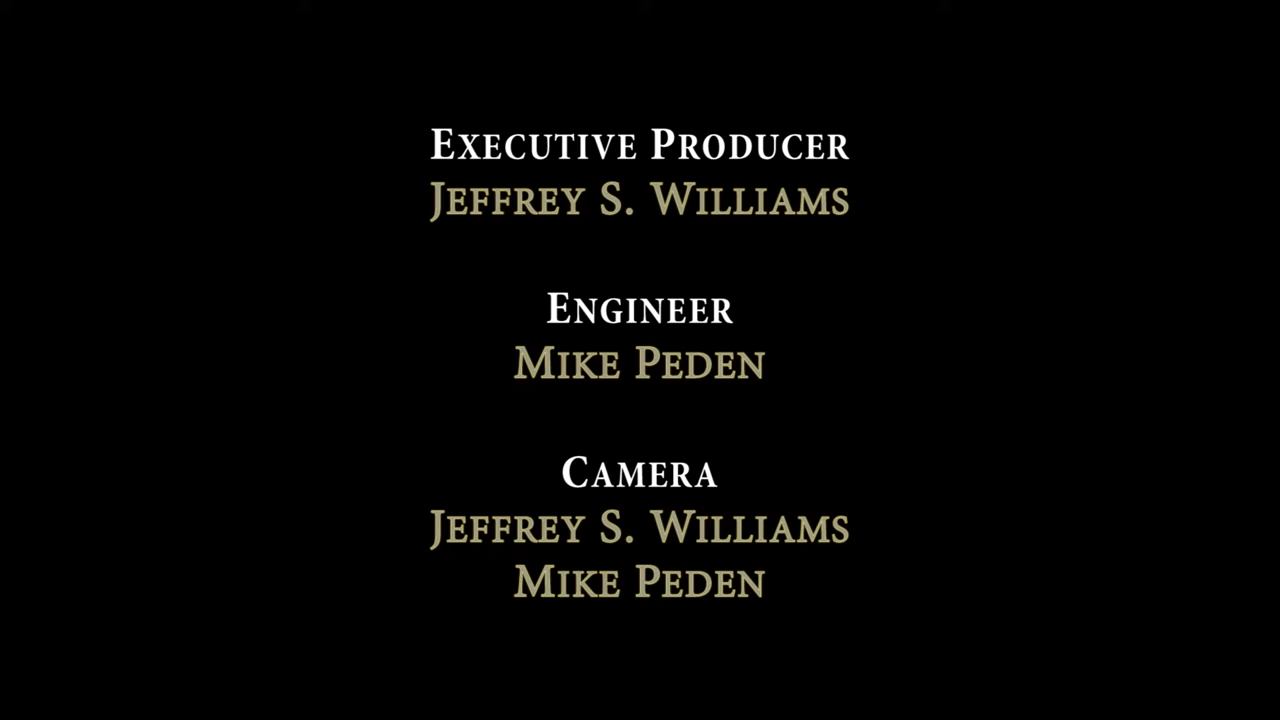 Executive Producer
Jeffrey S. Williams
Engineer
Mike Peden
Camera
Jeffrey S. Williams
Mike Peden